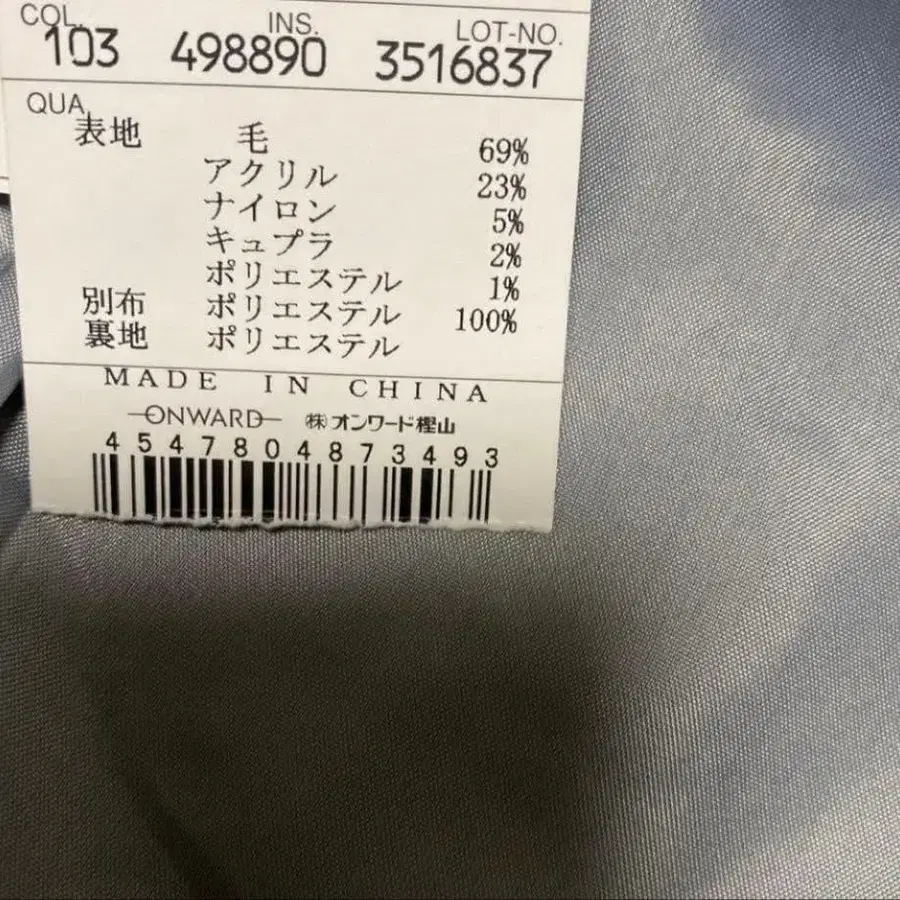 COL. INS. LOT-NO.
103 498890 3516837
QUA.
表地 毛 69%
アクリル 23%
ナイロン 5%
キュプラ 2%
ポリエステル 1%
別布 ポリエステル 100%
裏地 ポリエステル
MADE IN CHINA
ONWARD ㈱オンワード樫山
4547804873493